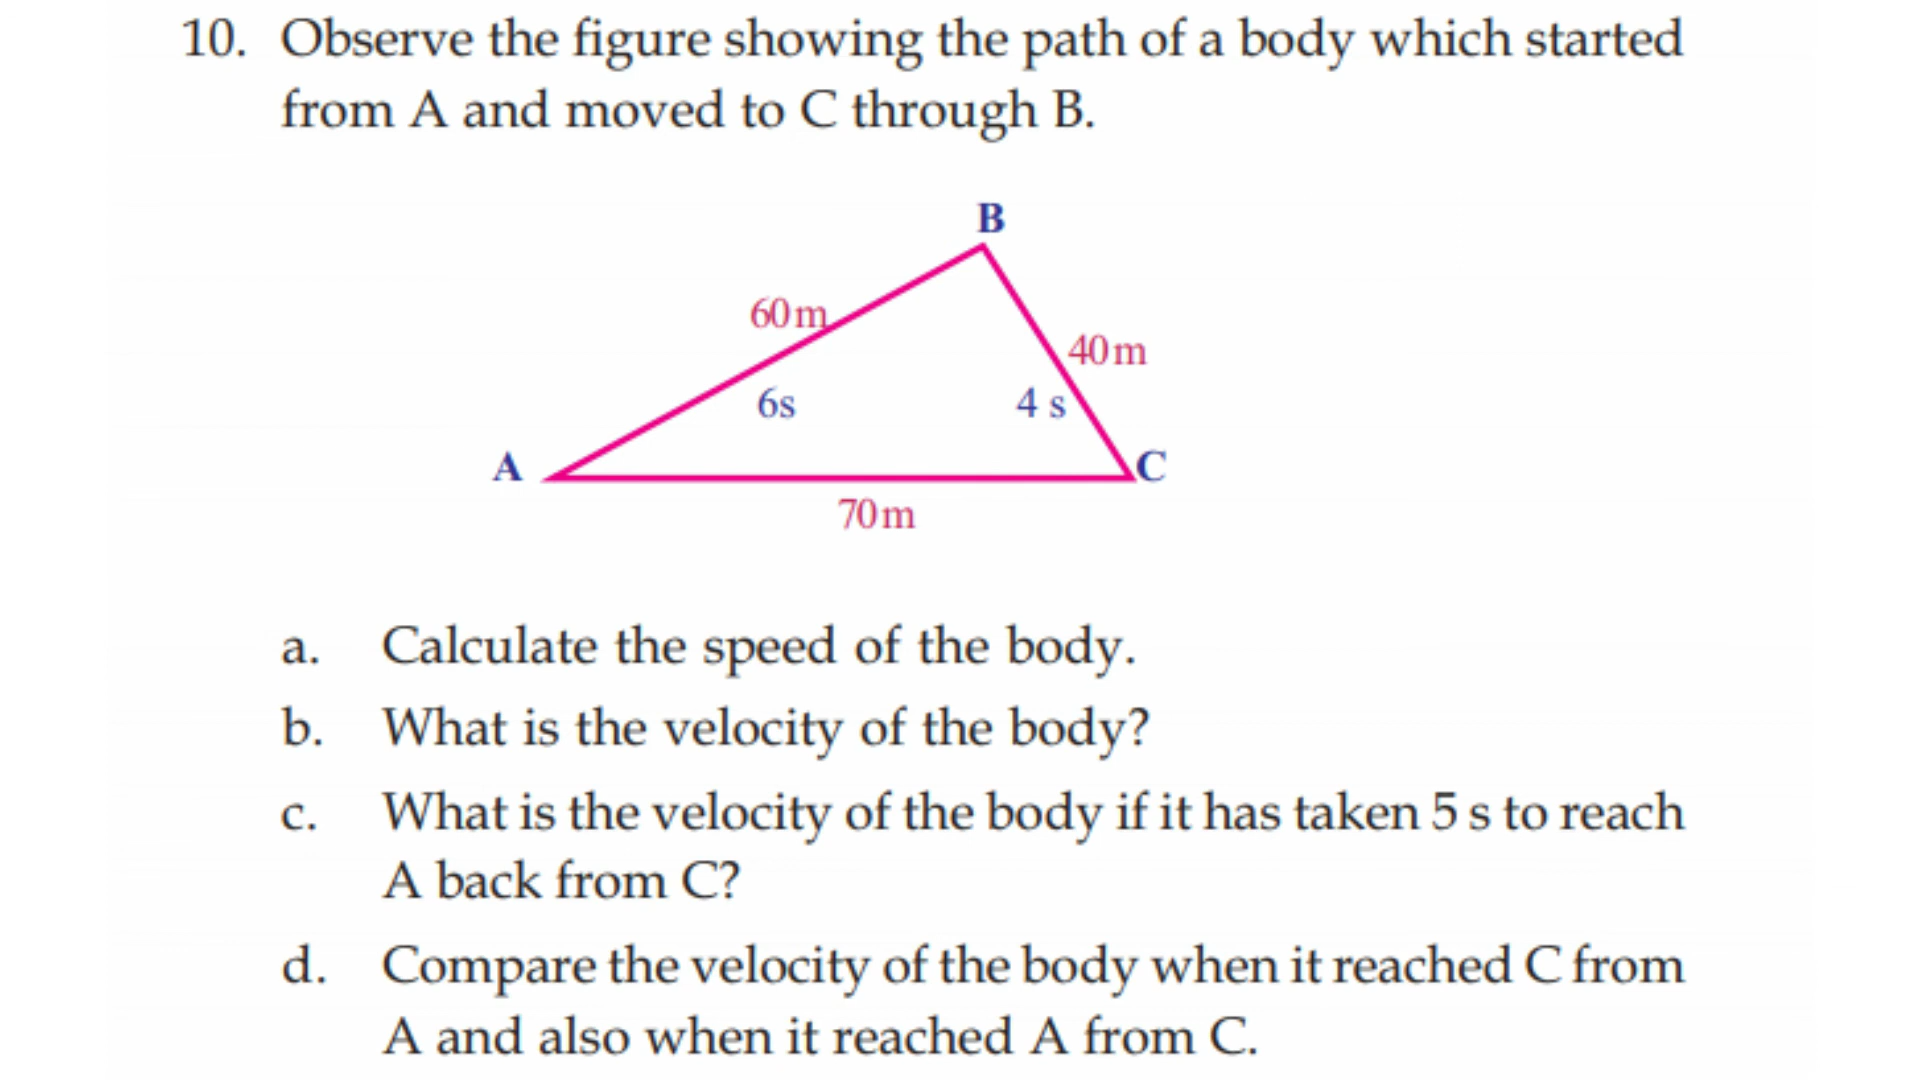 10. Observe the figure showing the path of a body which started
from A and moved to C through B.
B
60m
40m
6s
4 s
A
C
70m
a. Calculate the speed of the body.
b. What is the velocity of the body?
c. What is the velocity of the body if it has taken 5 s to reach
A back from C?
d. Compare the velocity of the body when it reached C from
A and also when it reached A from C.